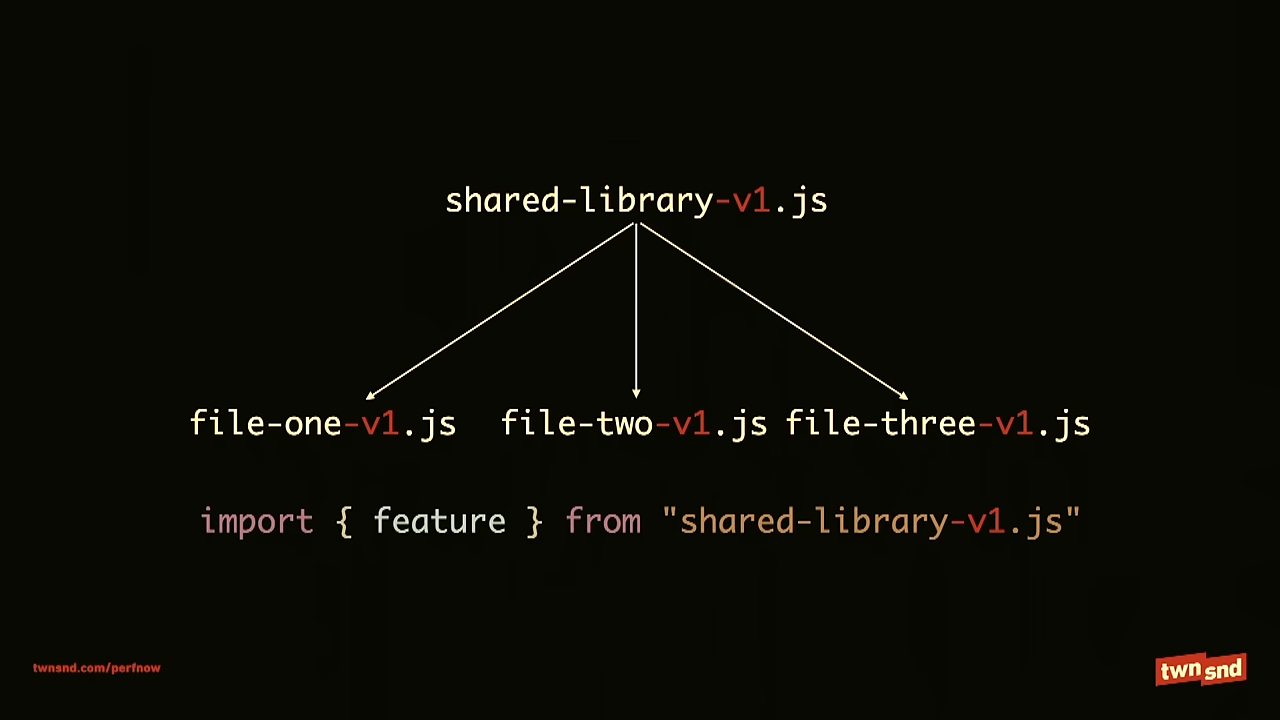 shared-library-v1.js
file-one-v1.js file-two-v1.js file-three-v1.js
import { feature } from "shared-library-v1.js"
twnsnd.com/perfnow
twn snd